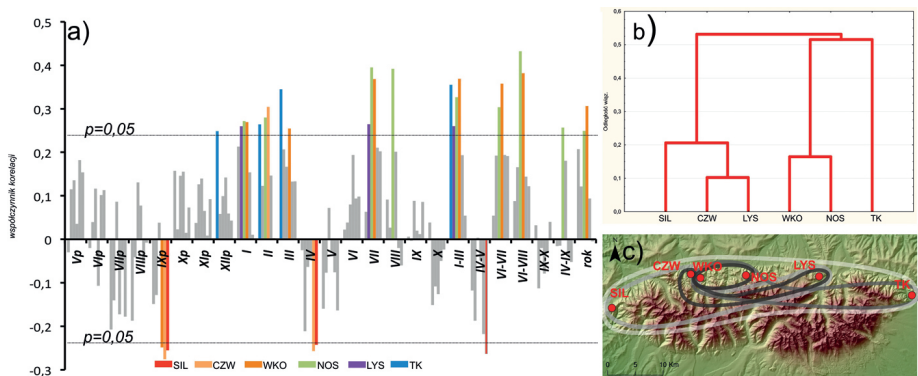 a)
współczynnik korelacji
0,5
0,4
0,3
0,2
0,1
0
-0,1
-0,2
-0,3
p=0,05
p=0,05
Vp VIp VIIp VIIIp IXp Xp XIp XIIp I II III IV V VI VII VIII IX X I-III IV-V VI-VII VI-VIII IX-X IV-IX rok
SIL CZW WKO NOS LYS TK
b)
Odległość wiąz.
0,6
0,5
0,4
0,3
0,2
0,1
0,0
SIL CZW LYS WKO NOS TK
c)
CZW WKO NOS LYS TK SIL
0 5 10 Km